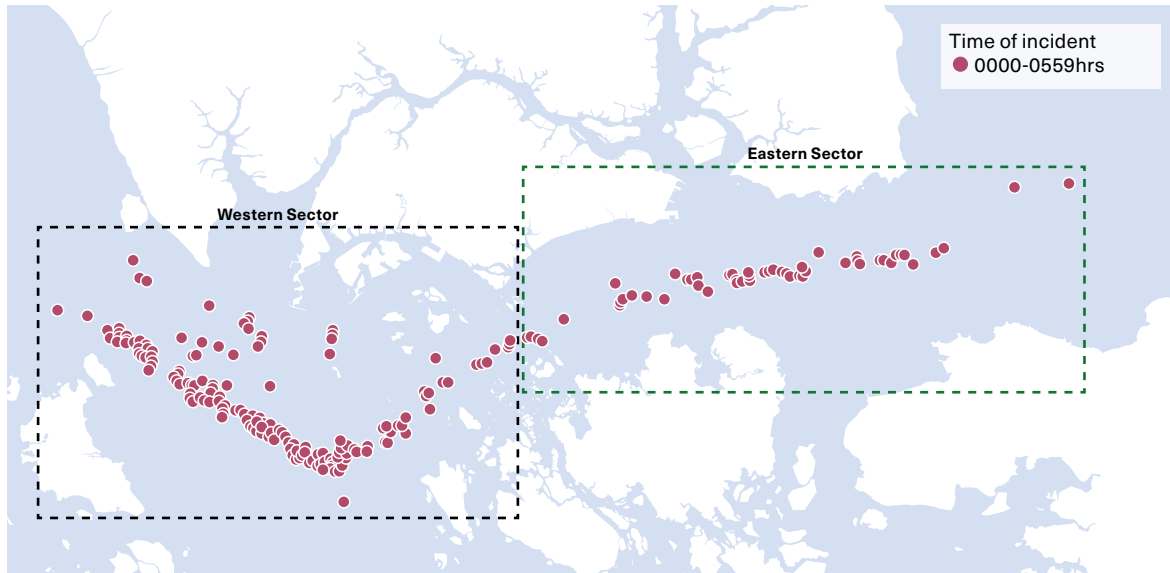 Time of incident
0000-0559hrs
Eastern Sector
Western Sector